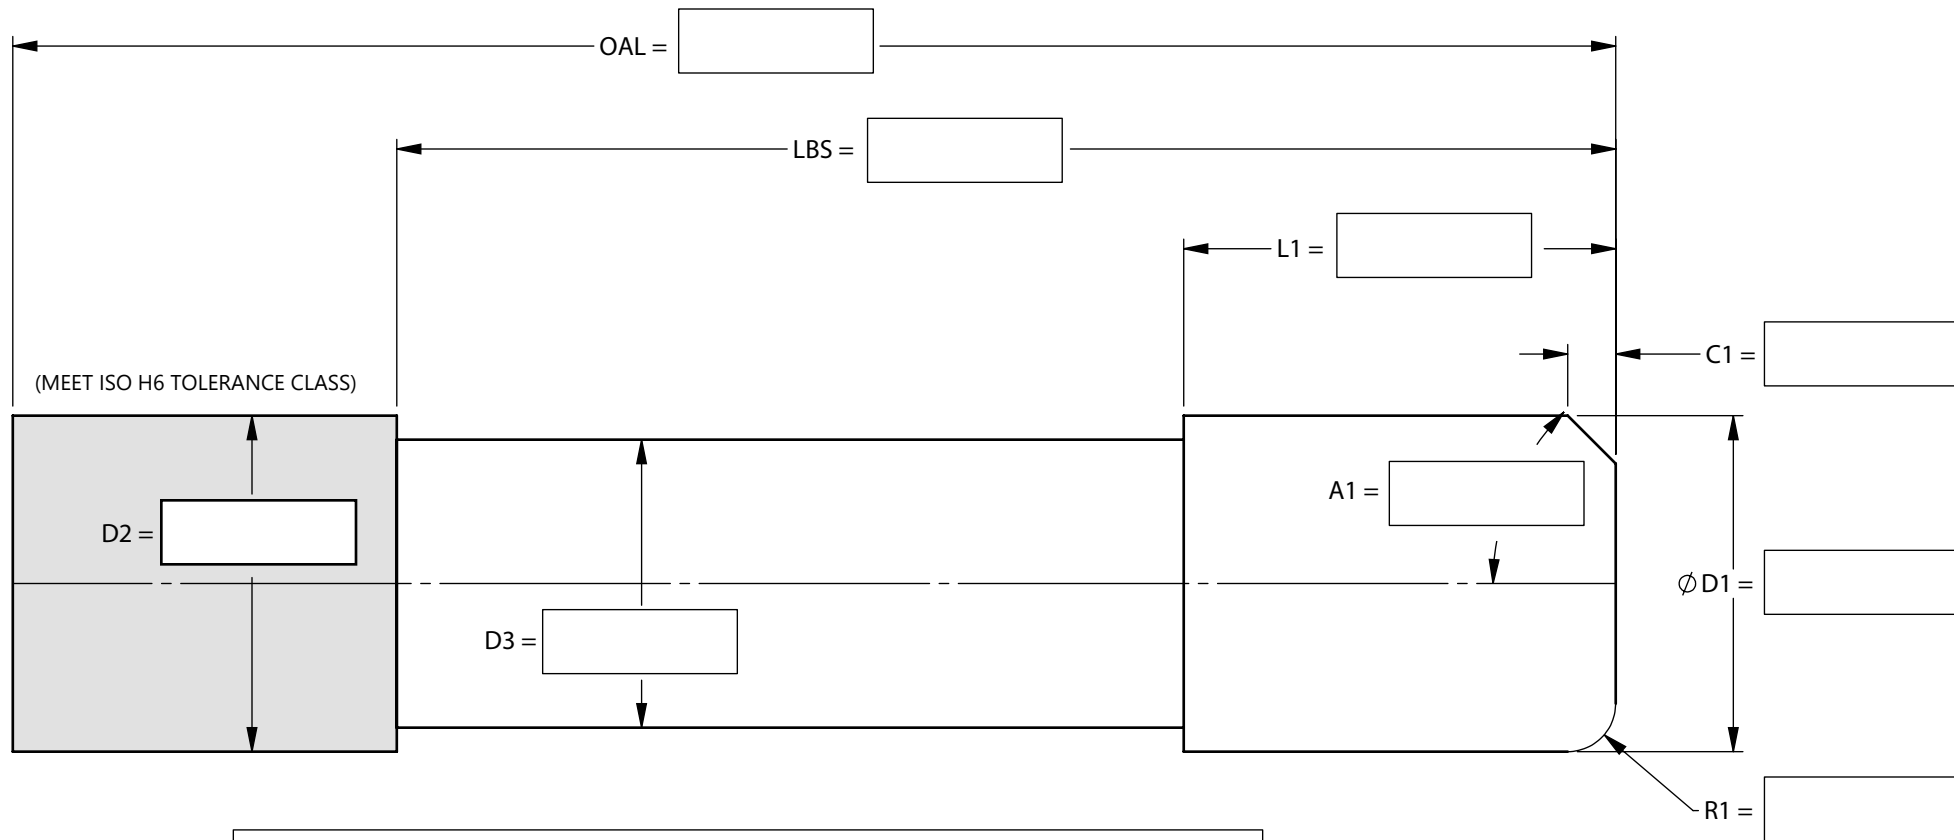 OAL =
LBS =
L1 =
C1 =
(MEET ISO H6 TOLERANCE CLASS)
A1 =
D2 =
∅ D1 =
D3 =
R1 =